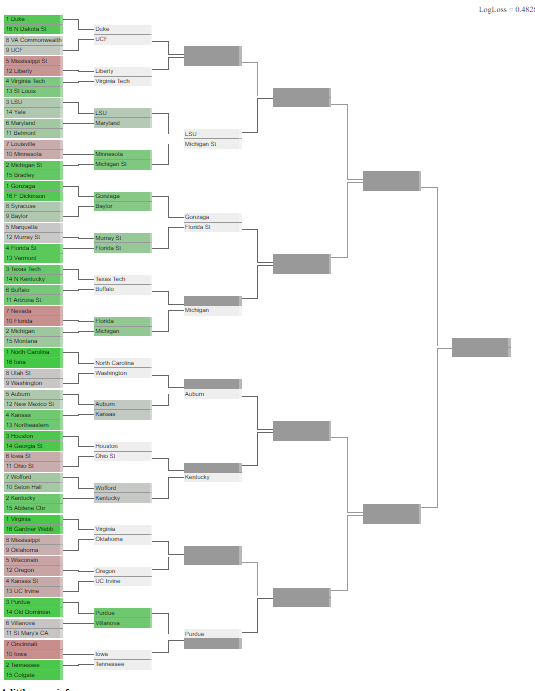 LogLoss = 0.482
1 Duke
16 N Dakota St
8 VA Commonwealth
9 UCF
5 Mississippi St
12 Liberty
4 Virginia Tech
13 St Louis
3 LSU
14 Yale
6 Maryland
11 Belmont
7 Louisville
10 Minnesota
2 Michigan St
15 Bradley
1 Gonzaga
16 F Dickinson
8 Syracuse
9 Baylor
5 Marquette
12 Murray St
4 Florida St
13 Vermont
3 Texas Tech
14 N Kentucky
6 Buffalo
11 Arizona St
7 Nevada
10 Florida
2 Michigan
15 Montana
1 North Carolina
16 Iona
8 Utah St
9 Washington
5 Auburn
12 New Mexico St
4 Kansas
13 Northeastern
3 Houston
14 Georgia St
6 Iowa St
11 Ohio St
7 Wofford
10 Seton Hall
2 Kentucky
15 Abilene Chr
1 Virginia
16 Gardner Webb
8 Mississippi
9 Oklahoma
5 Wisconsin
12 Oregon
4 Kansas St
13 UC Irvine
3 Purdue
14 Old Dominion
6 Villanova
11 St Mary's CA
7 Cincinnati
10 Iowa
2 Tennessee
15 Colgate
Duke
UCF
Liberty
Virginia Tech
LSU
Maryland
Minnesota
Michigan St
Gonzaga
Baylor
Murray St
Florida St
Texas Tech
Buffalo
Florida
Michigan
North Carolina
Washington
Auburn
Kansas
Houston
Ohio St
Wofford
Kentucky
Virginia
Oklahoma
Oregon
UC Irvine
Purdue
Villanova
Iowa
Tennessee
LSU
Michigan St
Gonzaga
Florida St
Michigan
Auburn
Kentucky
Purdue